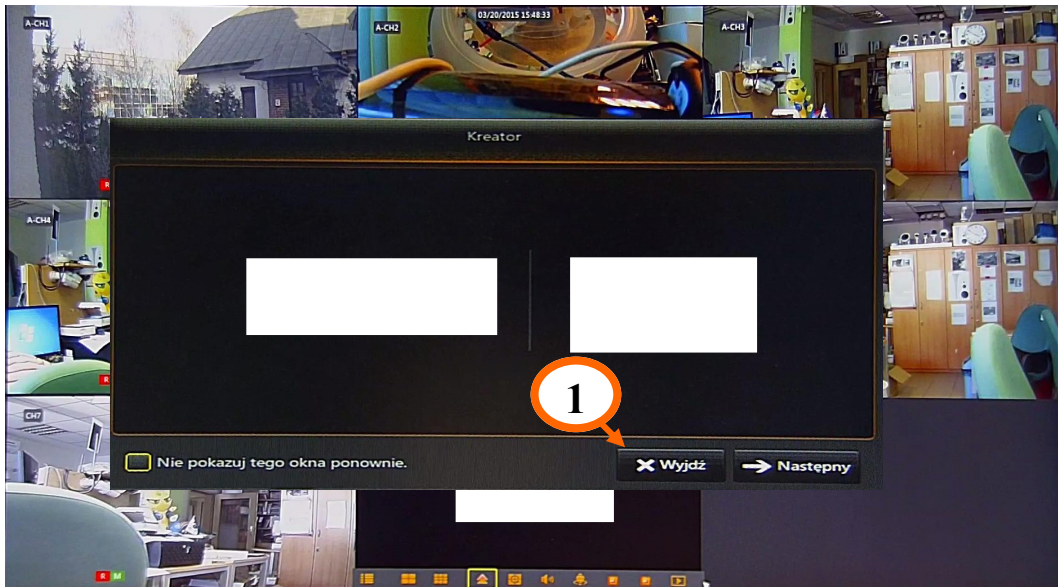 A-CH1
A-CH2
03/20/2015 15:48:33
A-CH3
R
Kreator
A-CH4
R
1
CH7
Nie pokazuj tego okna ponownie.
Wyjdź
Następny
R M